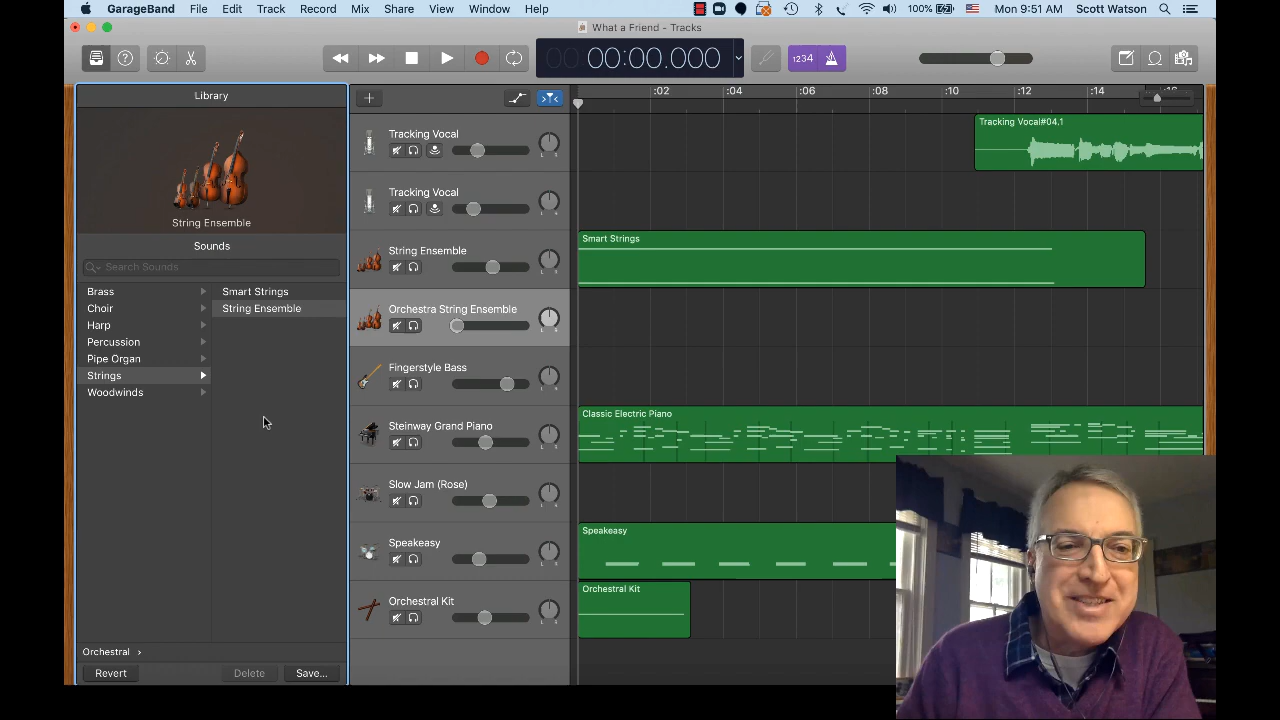 GarageBand File Edit Track Record Mix Share View Window Help 100% Mon 9:51 AM Scott Watson
What a Friend - Tracks
00:00.000 1234
Library
:02 :04 :06 :08 :10 :12 :14
String Ensemble
Sounds
Search Sounds
Brass
Choir
Harp
Percussion
Pipe Organ
Strings
Woodwinds
Smart Strings
String Ensemble
Orchestral
Revert Delete Save...
Tracking Vocal
L R
Tracking Vocal
L R
String Ensemble
L R
Orchestra String Ensemble
L R
Fingerstyle Bass
L R
Steinway Grand Piano
L R
Slow Jam (Rose)
L R
Speakeasy
L R
Orchestral Kit
L R
Tracking Vocal#04.1
Smart Strings
Classic Electric Piano
Speakeasy
Orchestral Kit